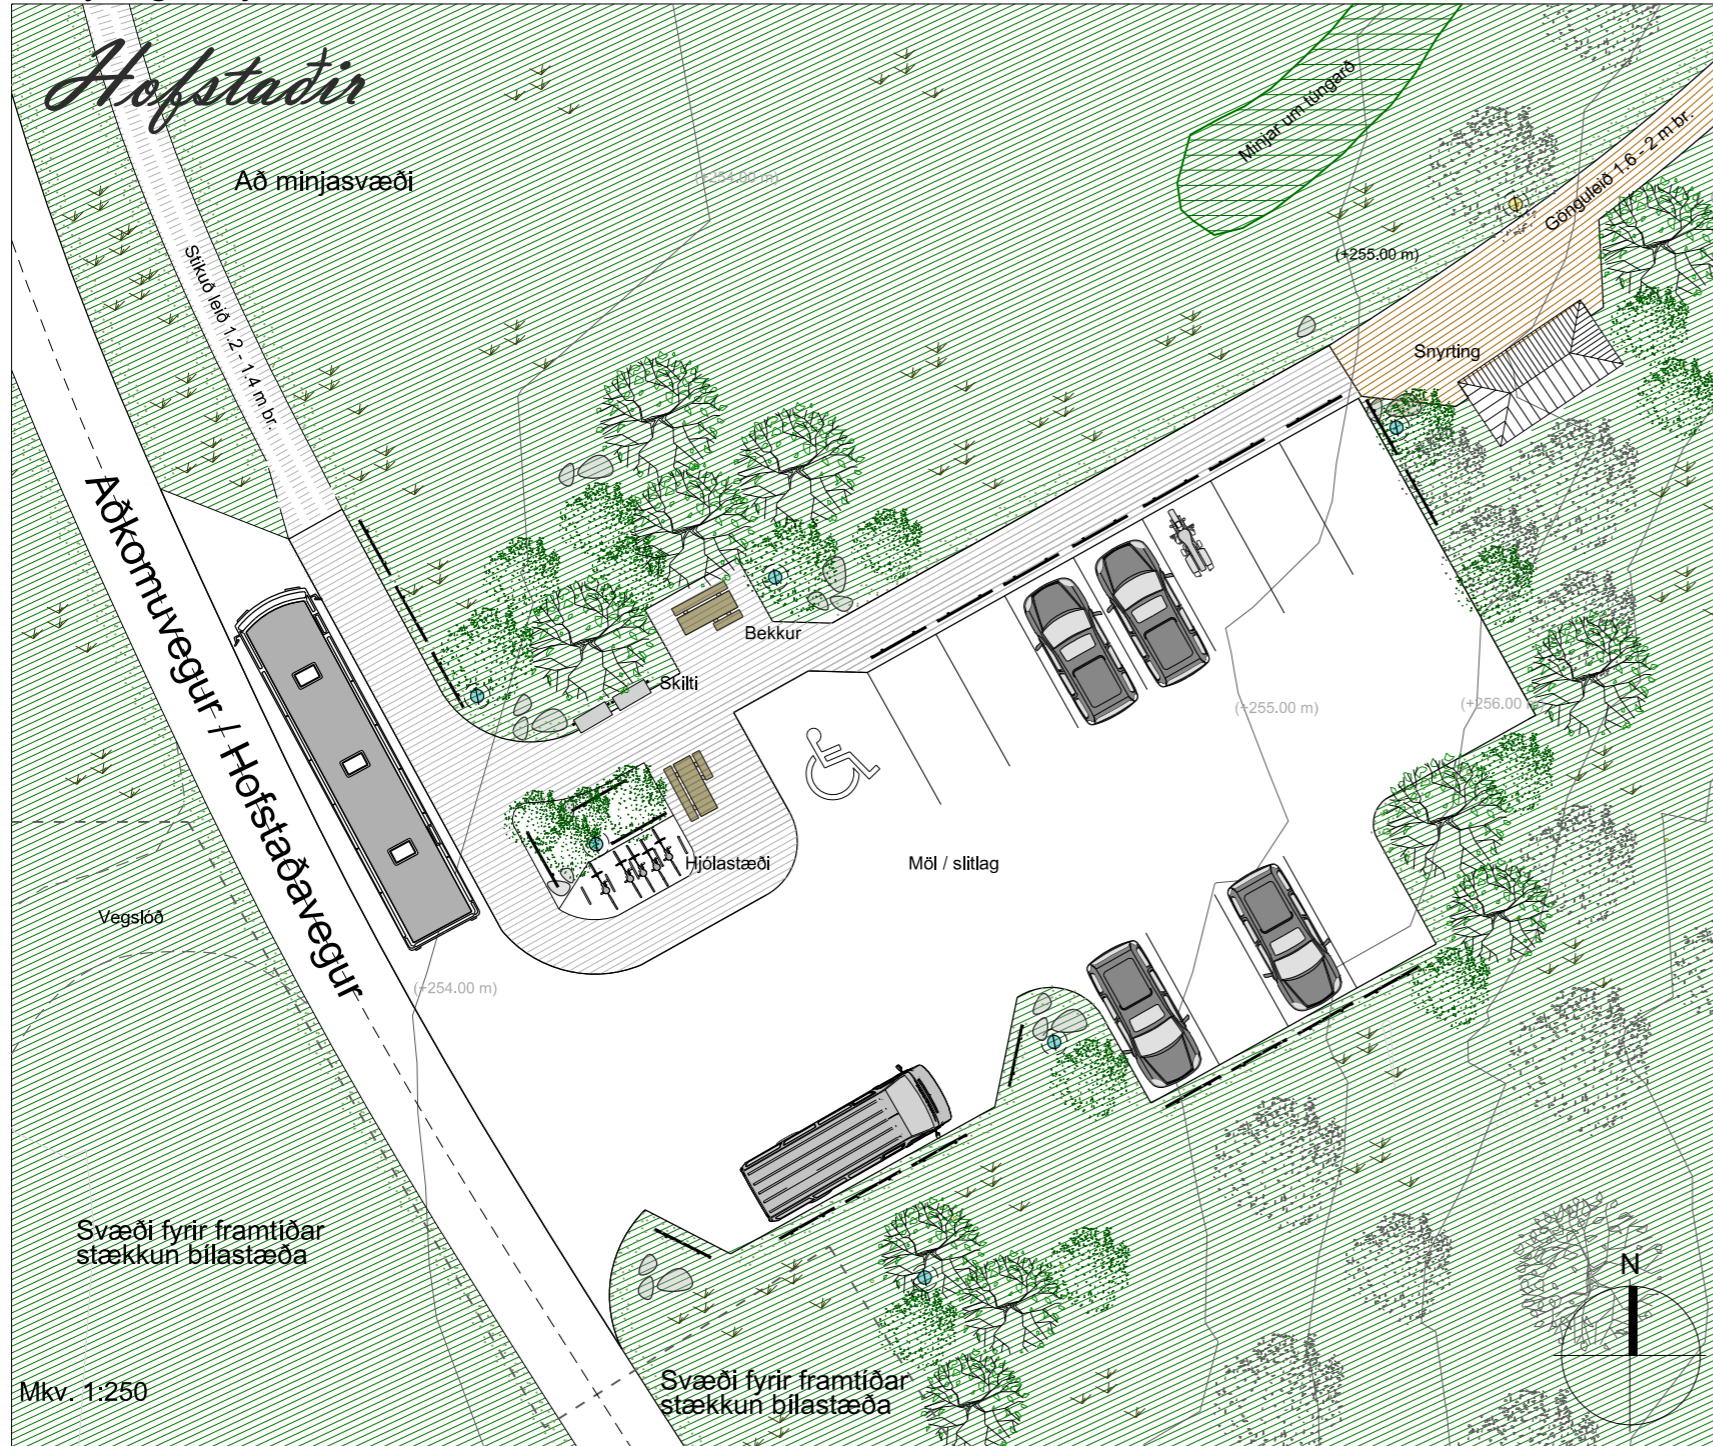 Hofstaðir
Að minjasvæði
(+254.00 m)
Minjar um túngarð
Gönguleið 1.6 - 2 m br.
(+255.00 m)
Stikuð leið 1.2 - 1.4 m br.
Snyrting
Aðkomuvegur / Hofstaðavegur
Bekkur
Skilti
(+255.00 m)
(+256.00 m)
Hjólastæði
Möl / slitlag
Vegslóð
(+254.00 m)
Svæði fyrir framtíðar
stækkun bílastæða
N
Svæði fyrir framtíðar
stækkun bílastæða
Mkv. 1:250